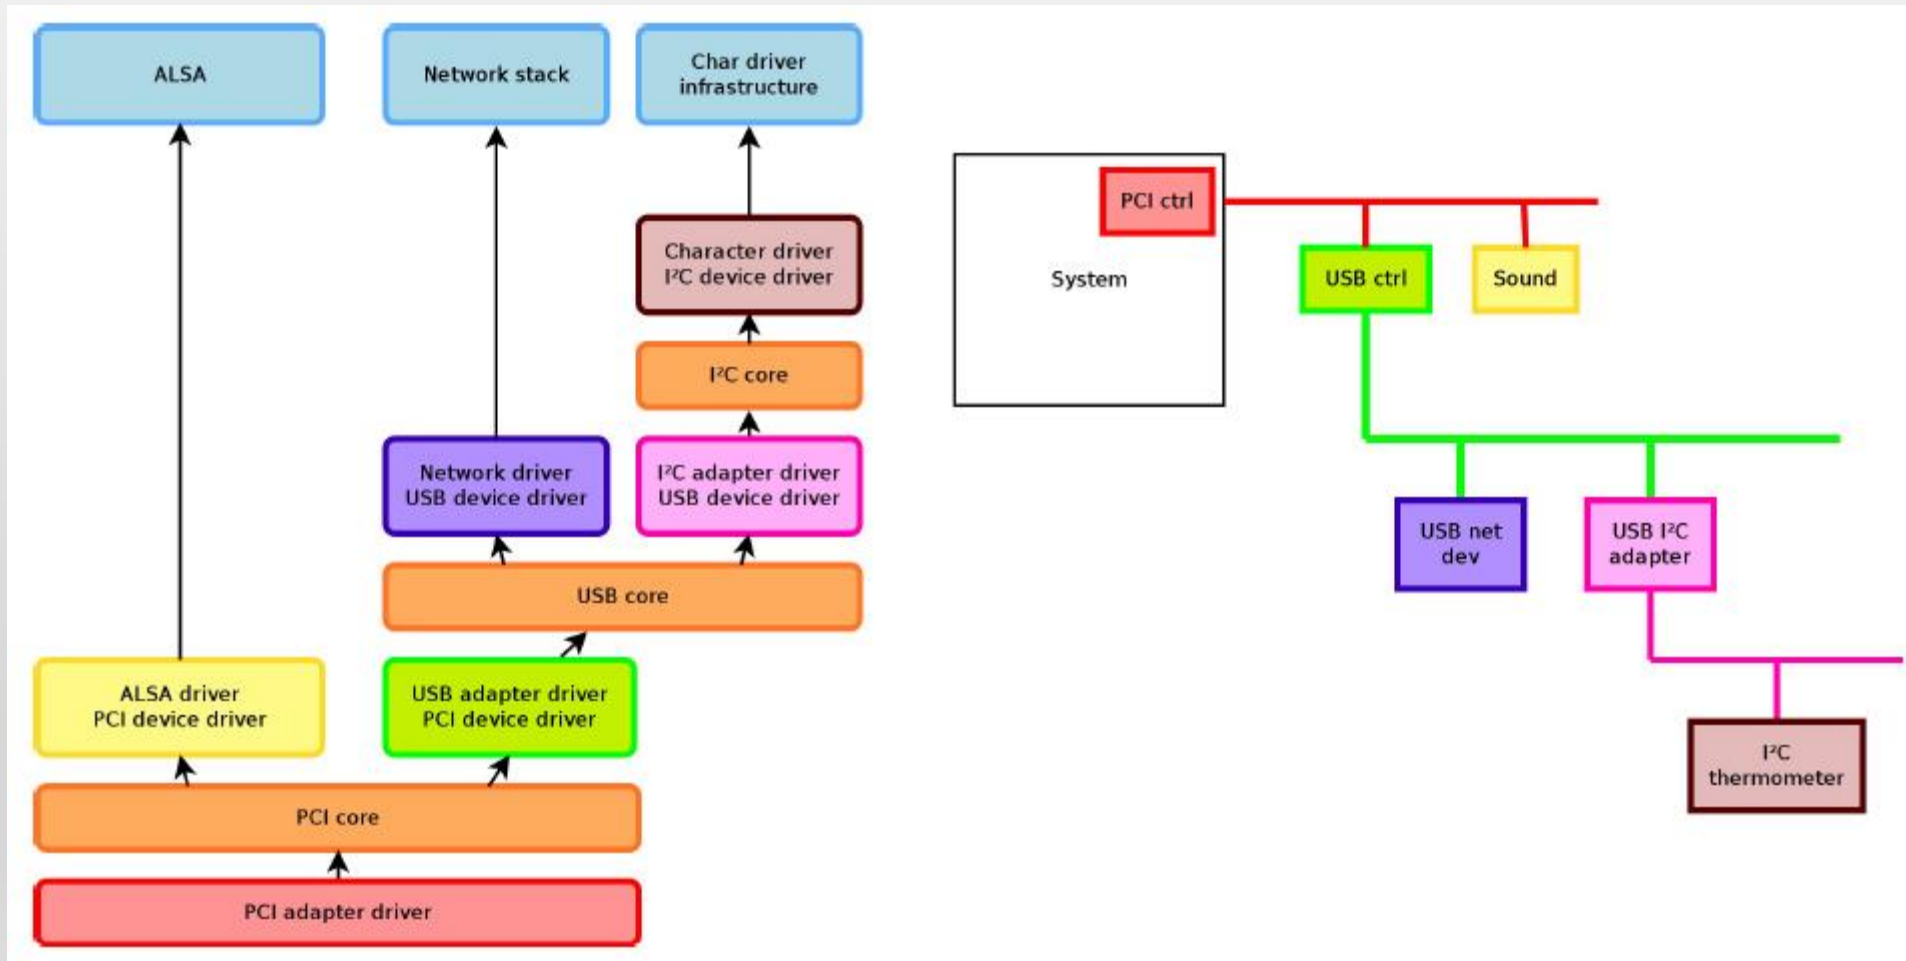 ALSA
Network stack
Char driver
infrastructure
Character driver
I²C device driver
I²C core
Network driver
USB device driver
I²C adapter driver
USB device driver
USB core
ALSA driver
PCI device driver
USB adapter driver
PCI device driver
PCI core
PCI adapter driver
PCI ctrl
System
USB ctrl
Sound
USB net
dev
USB I²C
adapter
I²C
thermometer